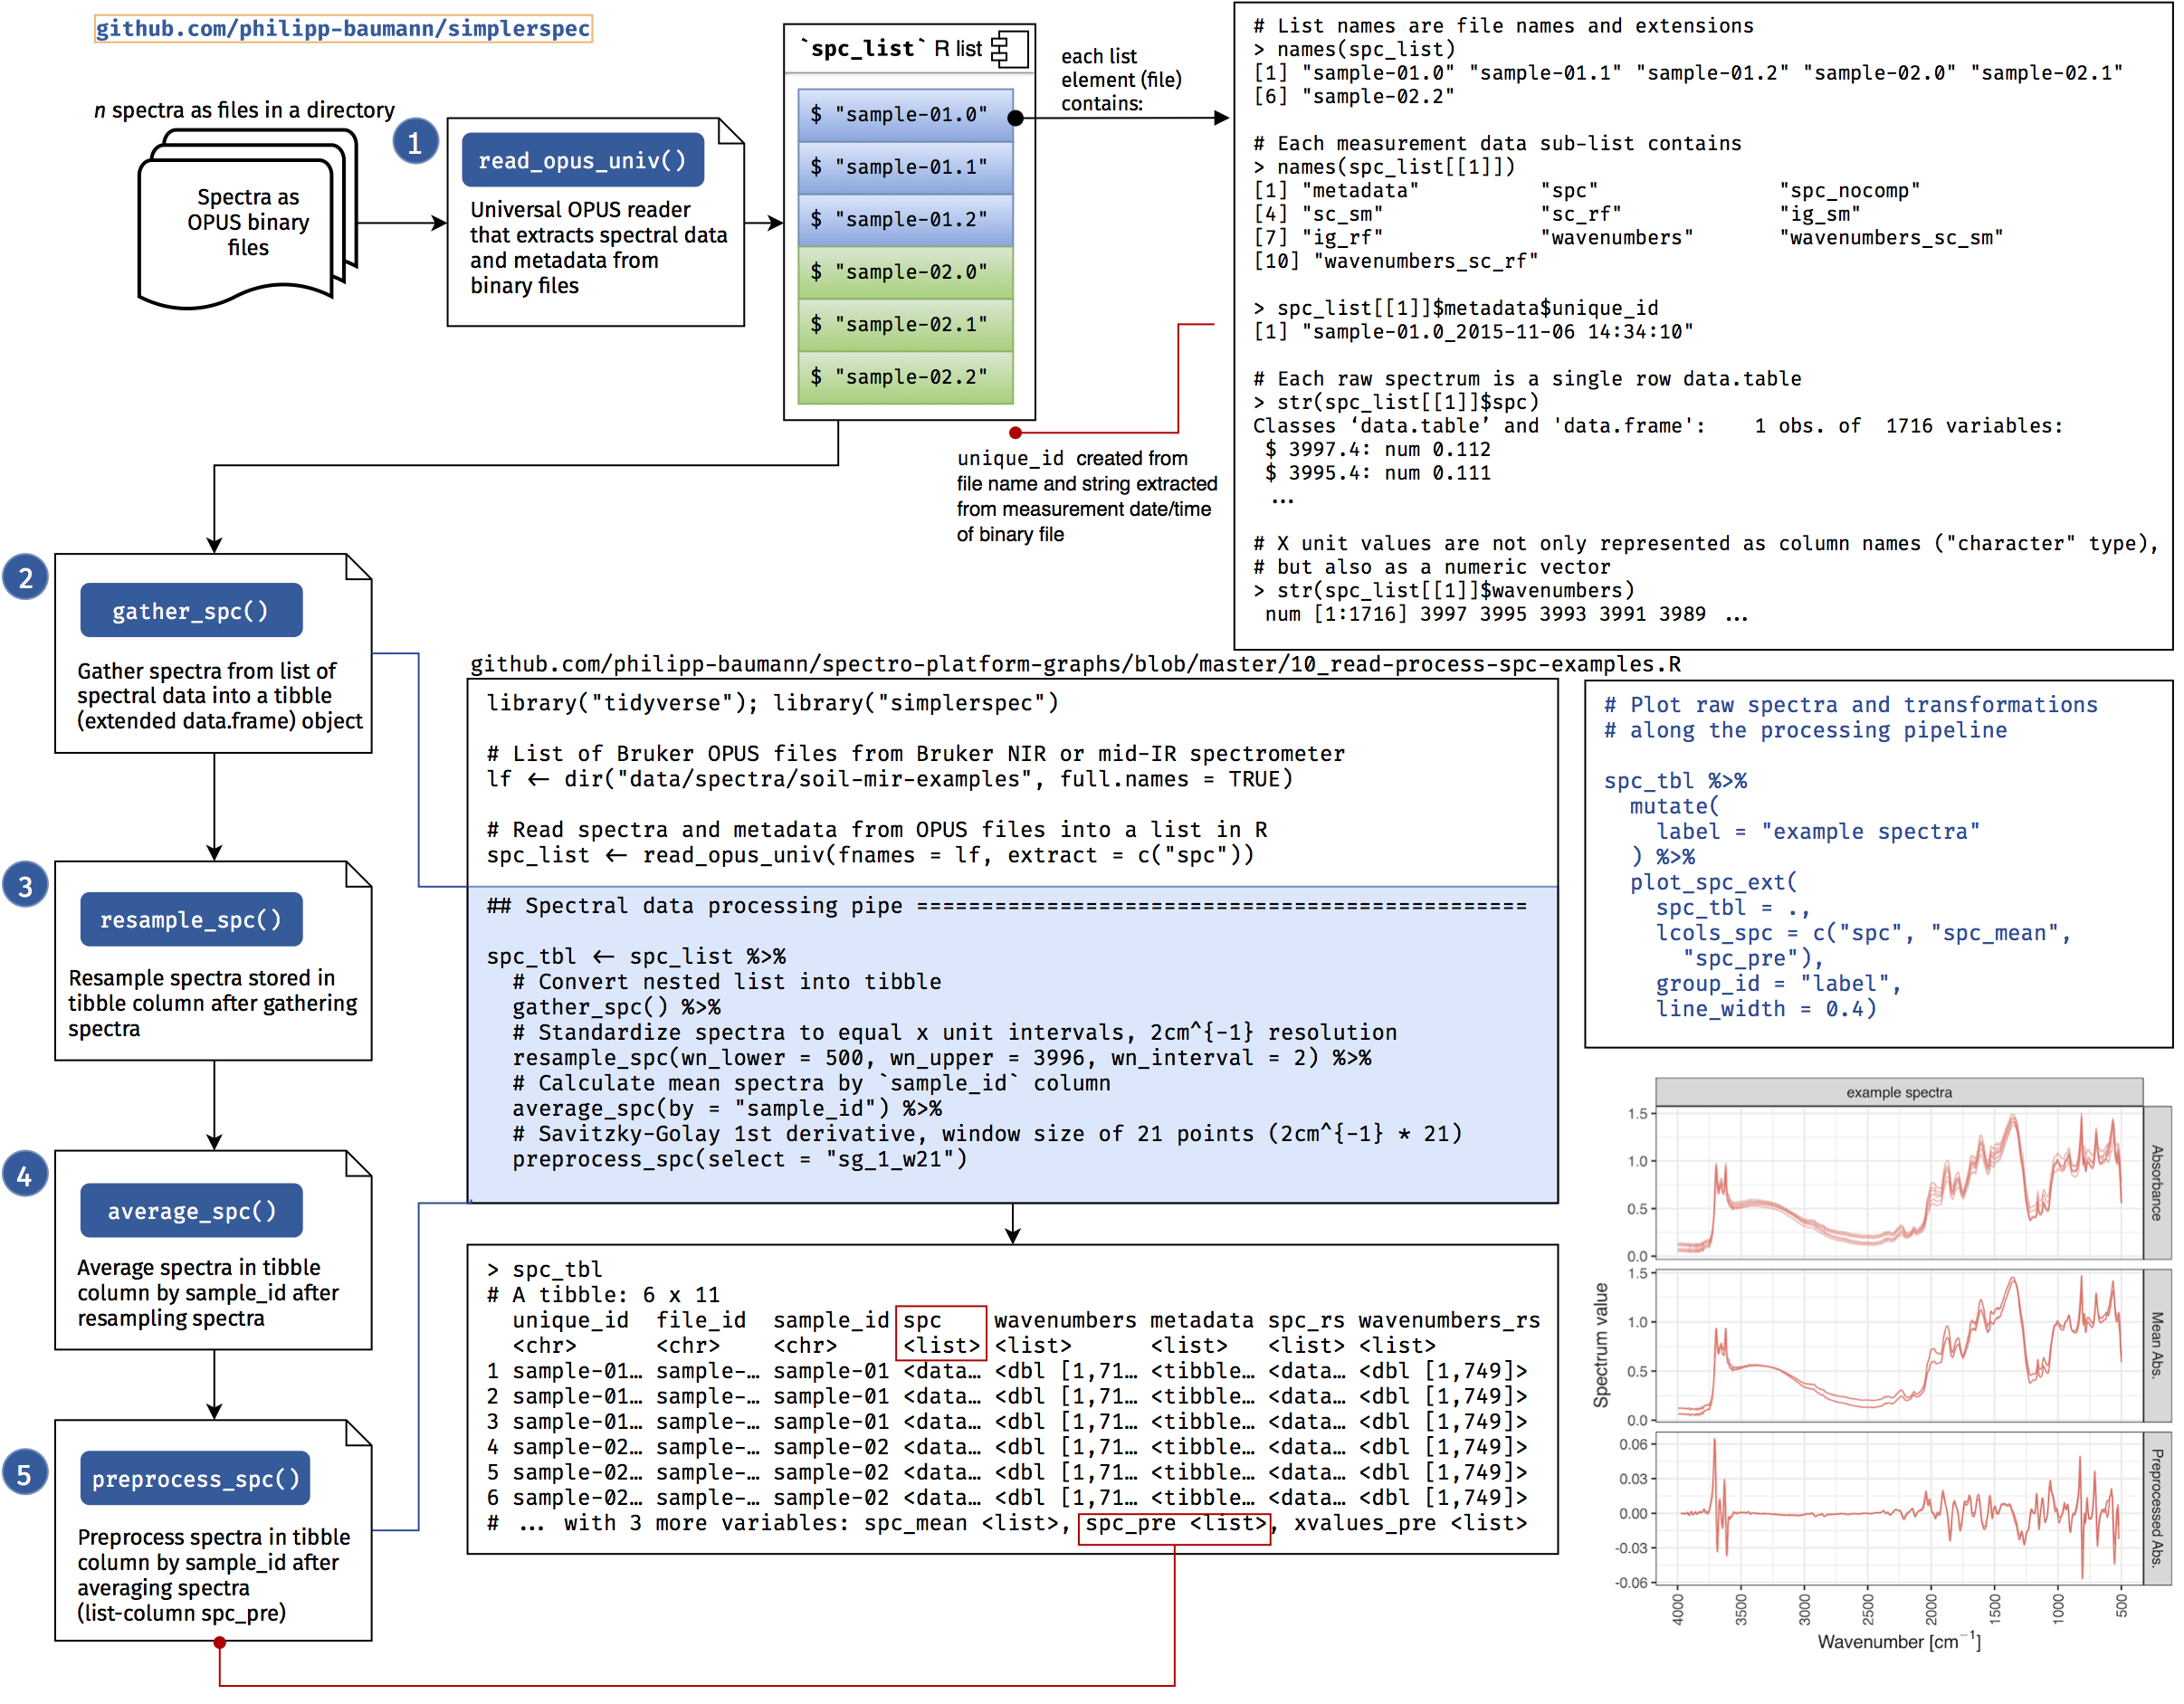 github.com/philipp-baumann/simplerspec
n spectra as files in a directory
Spectra as
OPUS binary
files
1
read_opus_univ()
Universal OPUS reader
that extracts spectral data
and metadata from
binary files
`spc_list` R list
$ "sample-01.0"
$ "sample-01.1"
$ "sample-01.2"
$ "sample-02.0"
$ "sample-02.1"
$ "sample-02.2"
each list
element (file)
contains:
# List names are file names and extensions
> names(spc_list)
[1] "sample-01.0" "sample-01.1" "sample-01.2" "sample-02.0" "sample-02.1"
[6] "sample-02.2"
# Each measurement data sub-list contains
> names(spc_list[[1]])
[1] "metadata" "spc" "spc_nocomp"
[4] "sc_sm" "sc_rf" "ig_sm"
[7] "ig_rf" "wavenumbers" "wavenumbers_sc_sm"
[10] "wavenumbers_sc_rf"
> spc_list[[1]]$metadata$unique_id
[1] "sample-01.0_2015-11-06 14:34:10"
# Each raw spectrum is a single row data.table
> str(spc_list[[1]]$spc)
Classes ‘data.table’ and 'data.frame': 1 obs. of 1716 variables:
$ 3997.4: num 0.112
$ 3995.4: num 0.111
...
# X unit values are not only represented as column names ("character" type),
# but also as a numeric vector
> str(spc_list[[1]]$wavenumbers)
num [1:1716] 3997 3995 3993 3991 3989 ...
unique_id created from
file name and string extracted
from measurement date/time
of binary file
2
gather_spc()
Gather spectra from list of
spectral data into a tibble
(extended data.frame) object
3
resample_spc()
Resample spectra stored in
tibble column after gathering
spectra
4
average_spc()
Average spectra in tibble
column by sample_id after
resampling spectra
5
preprocess_spc()
Preprocess spectra in tibble
column by sample_id after
averaging spectra
(list-column spc_pre)
github.com/philipp-baumann/spectro-platform-graphs/blob/master/10_read-process-spc-examples.R
library("tidyverse"); library("simplerspec")
# List of Bruker OPUS files from Bruker NIR or mid-IR spectrometer
lf <- dir("data/spectra/soil-mir-examples", full.names = TRUE)
# Read spectra and metadata from OPUS files into a list in R
spc_list <- read_opus_univ(fnames = lf, extract = c("spc"))
## Spectral data processing pipe ===============================================
spc_tbl <- spc_list %>%
# Convert nested list into tibble
gather_spc() %>%
# Standardize spectra to equal x unit intervals, 2cm^{-1} resolution
resample_spc(wn_lower = 500, wn_upper = 3996, wn_interval = 2) %>%
# Calculate mean spectra by `sample_id` column
average_spc(by = "sample_id") %>%
# Savitzky-Golay 1st derivative, window size of 21 points (2cm^{-1} * 21)
preprocess_spc(select = "sg_1_w21")
> spc_tbl
# A tibble: 6 x 11
unique_id file_id sample_id spc wavenumbers metadata spc_rs wavenumbers_rs
<chr> <chr> <chr> <list> <list> <list> <list> <list>
1 sample-01… sample-… sample-01 <data… <dbl [1,71… <tibble… <data… <dbl [1,749]>
2 sample-01… sample-… sample-01 <data… <dbl [1,71… <tibble… <data… <dbl [1,749]>
3 sample-01… sample-… sample-01 <data… <dbl [1,71… <tibble… <data… <dbl [1,749]>
4 sample-02… sample-… sample-02 <data… <dbl [1,71… <tibble… <data… <dbl [1,749]>
5 sample-02… sample-… sample-02 <data… <dbl [1,71… <tibble… <data… <dbl [1,749]>
6 sample-02… sample-… sample-02 <data… <dbl [1,71… <tibble… <data… <dbl [1,749]>
# ... with 3 more variables: spc_mean <list>, spc_pre <list>, xvalues_pre <list>
# Plot raw spectra and transformations
# along the processing pipeline
spc_tbl %>%
mutate(
label = "example spectra"
) %>%
plot_spc_ext(
spc_tbl = .,
lcols_spc = c("spc", "spc_mean",
"spc_pre"),
group_id = "label",
line_width = 0.4)
example spectra
1.5
1.0
0.5
0.0
Absorbance
1.5
1.0
0.5
0.0
Mean Abs.
0.06
0.03
0.00
-0.03
-0.06
Preprocessed Abs.
Spectrum value
4000 3500 3000 2500 2000 1500 1000 500
Wavenumber [cm⁻¹]